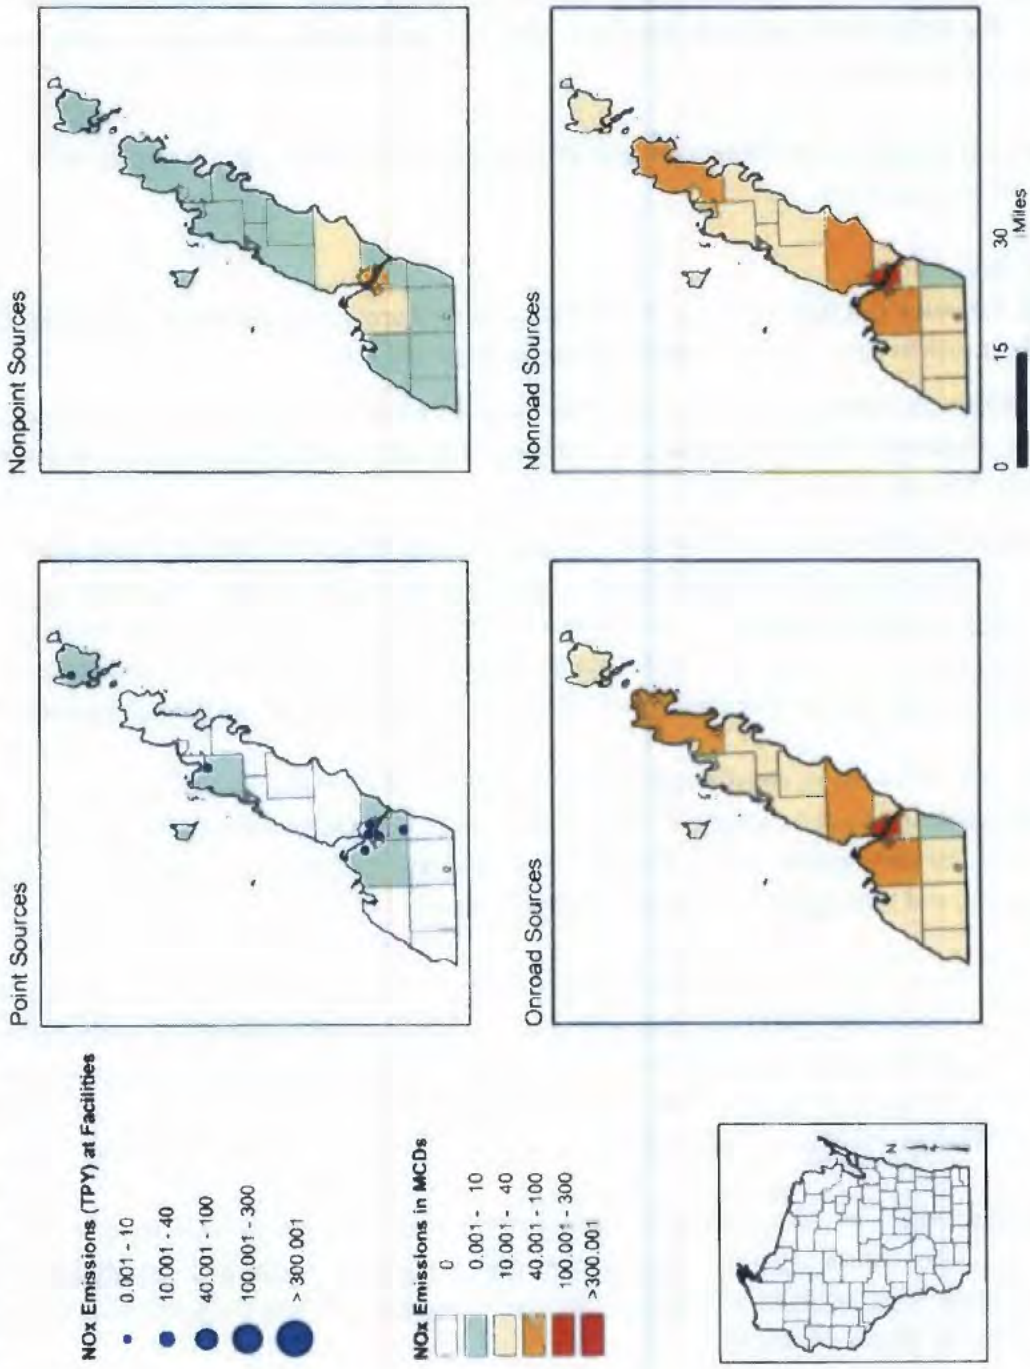 Point Sources
Nonpoint Sources
Onroad Sources
Nonroad Sources
NOx Emissions (TPY) at Facilities
0.001 - 10
10.001 - 40
40.001 - 100
100.001 - 300
> 300.001
NOx Emissions in MCDs
0
0.001 - 10
10.001 - 40
40.001 - 100
100.001 - 300
>300.001
N
0 15 30
Miles